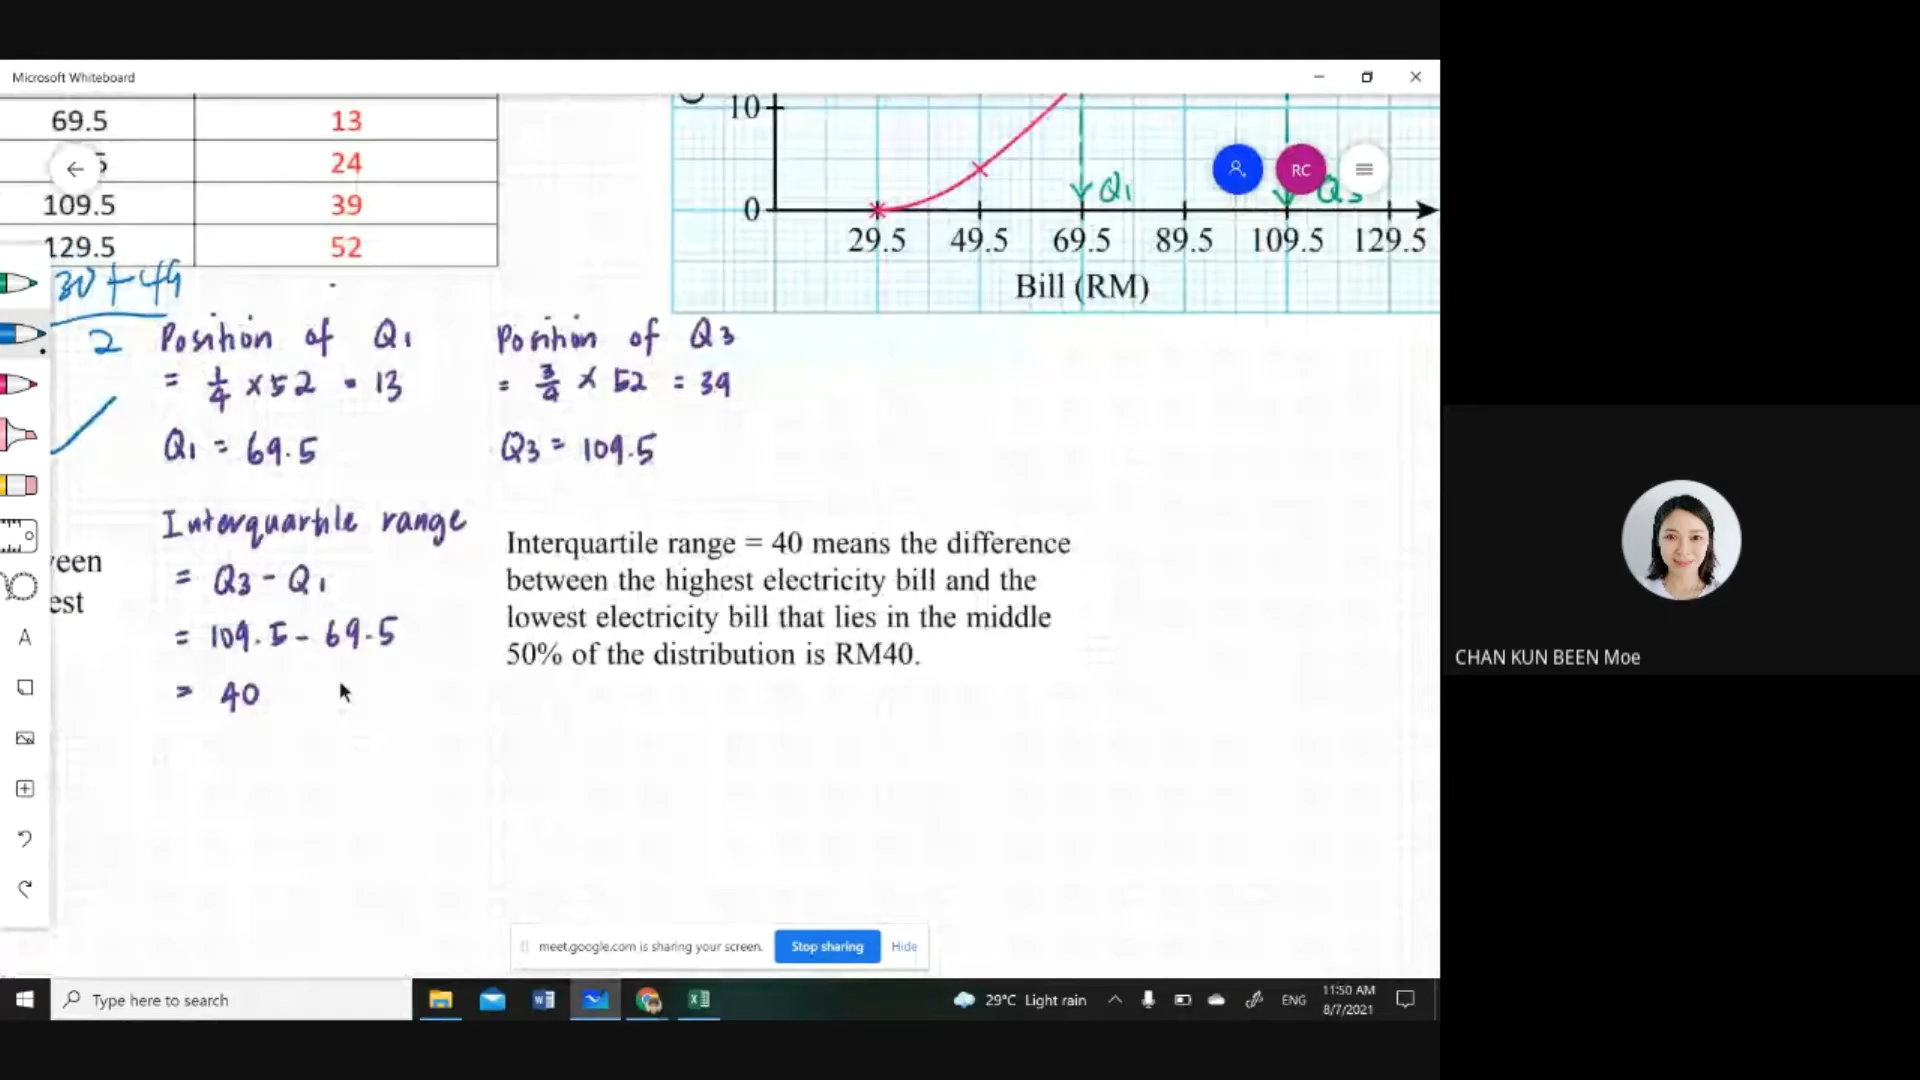 Microsoft Whiteboard
69.5 13
5 24
109.5 39
129.5 52
10
0
Q1
RC
29.5 49.5 69.5 89.5 109.5 129.5
Bill (RM)
30+49
2
Position of Q1
= 1/4 × 52 = 13
Q1 = 69.5
Position of Q3
= 3/4 × 52 = 39
Q3 = 109.5
Interquartile range
= Q3 - Q1
= 109.5 - 69.5
= 40
Interquartile range = 40 means the difference
between the highest electricity bill and the
lowest electricity bill that lies in the middle
50% of the distribution is RM40.
een
est
A
CHAN KUN BEEN Moe
meet.google.com is sharing your screen. Stop sharing Hide
Type here to search
29°C Light rain
ENG
11:50 AM
8/7/2021